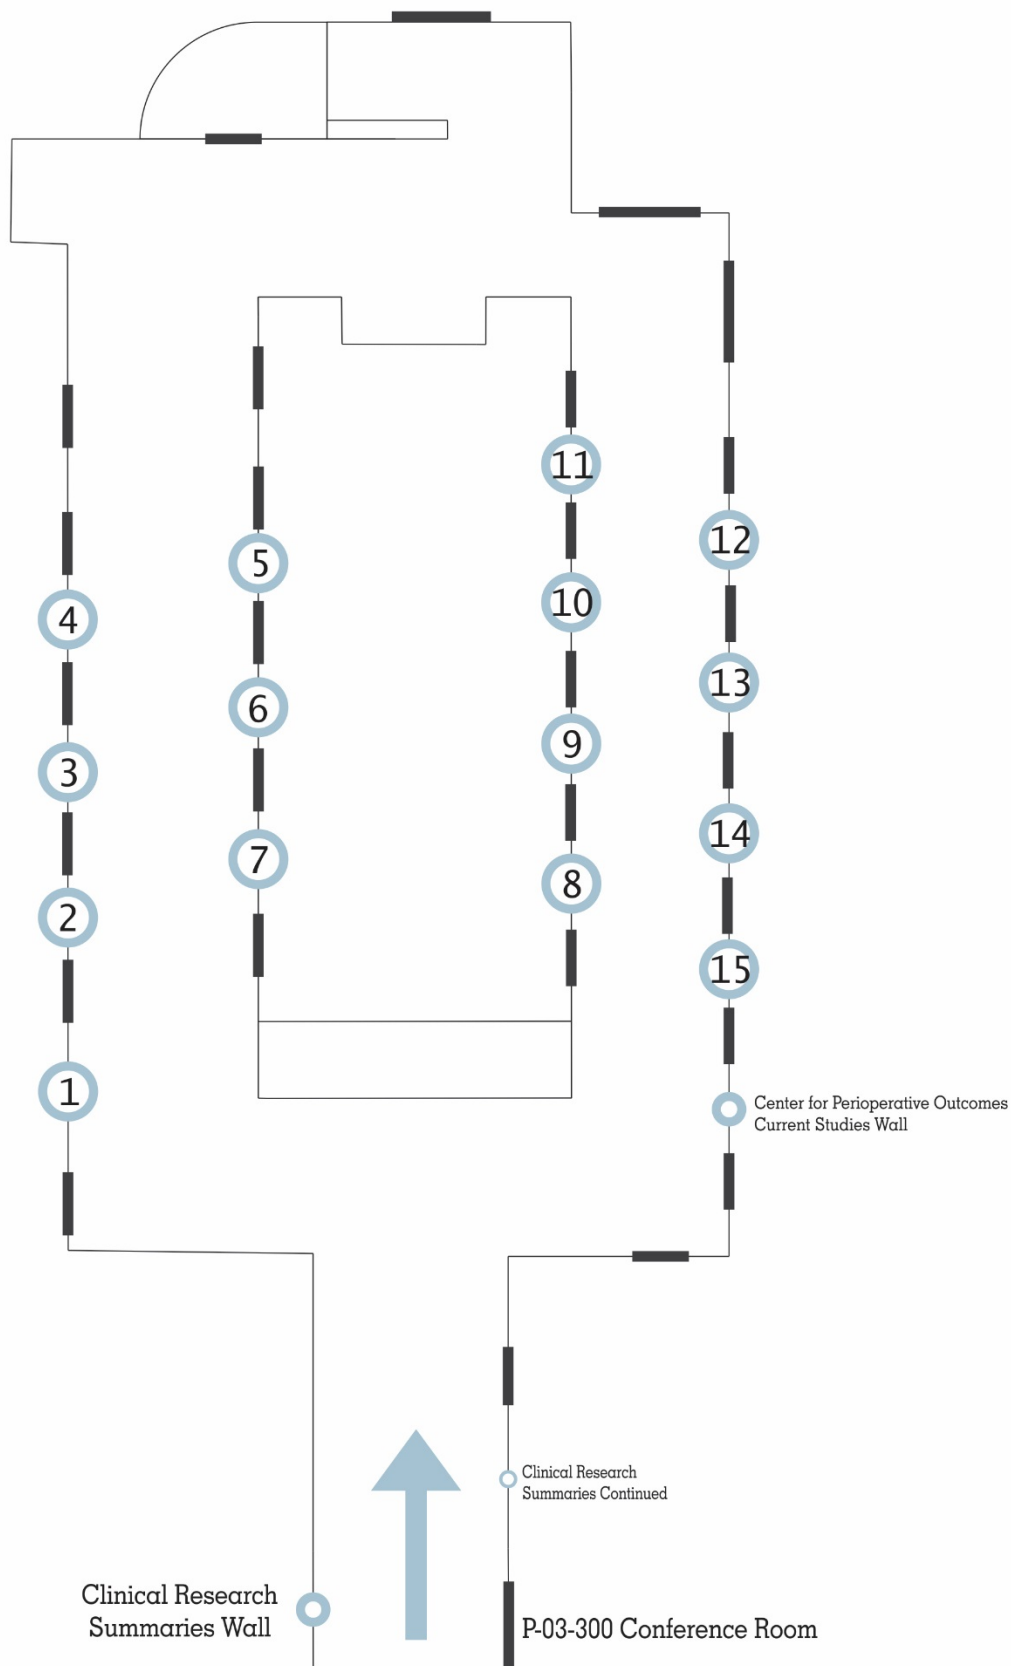 11
12
5
10
4
13
6
9
3
14
7
8
2
15
1
Center for Perioperative Outcomes
Current Studies Wall
Clinical Research
Summaries Continued
Clinical Research
Summaries Wall
P-03-300 Conference Room